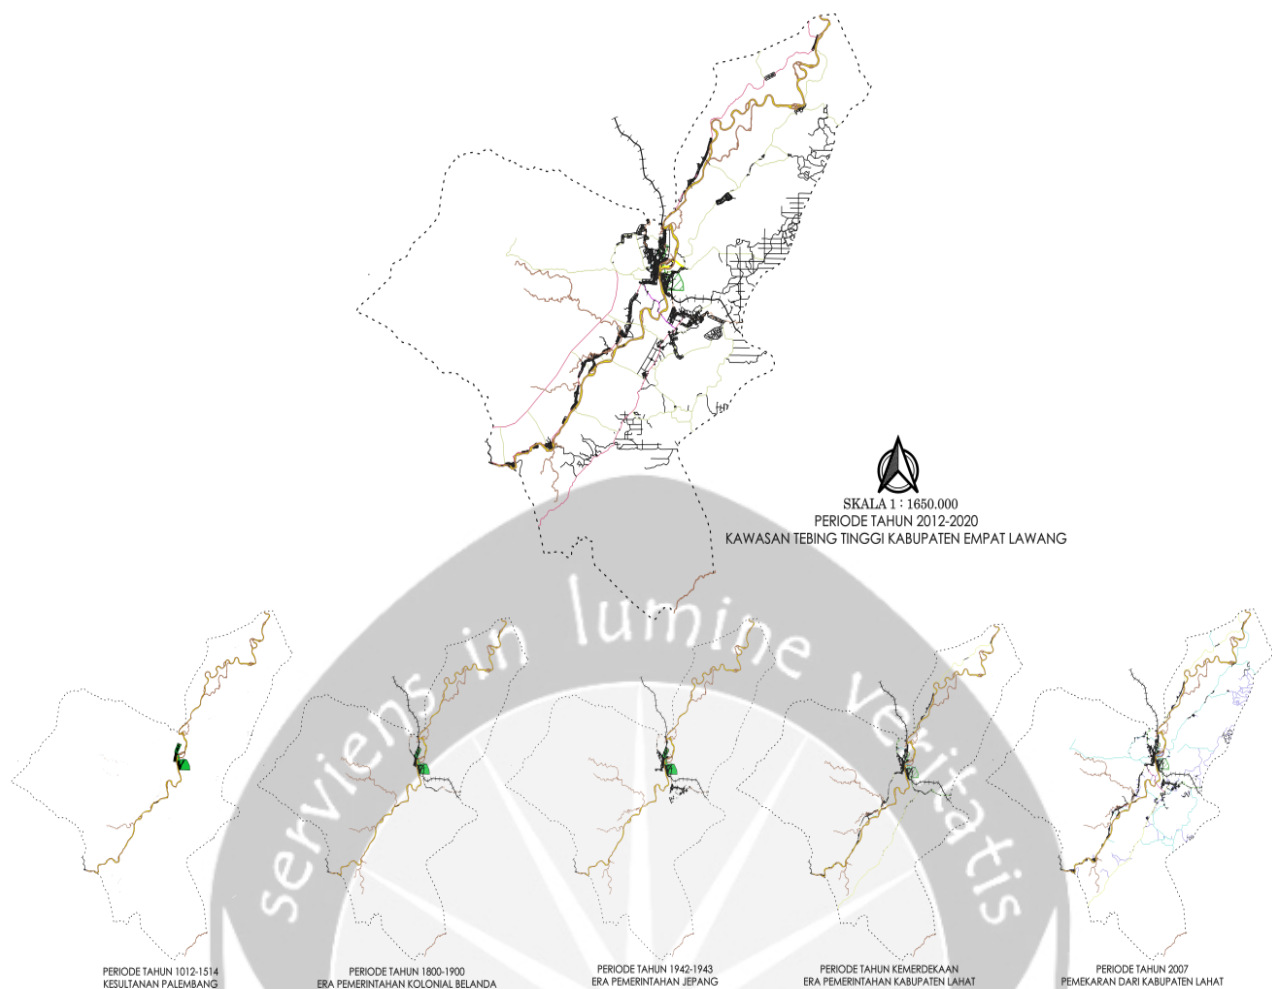 SKALA 1 : 1650.000
PERIODE TAHUN 2012-2020
KAWASAN TEBING TINGGI KABUPATEN EMPAT LAWANG
serviens in lumine veritatis
PERIODE TAHUN 1012-1514
KESULTANAN PALEMBANG
PERIODE TAHUN 1800-1900
ERA PEMERINTAHAN KOLONIAL BELANDA
PERIODE TAHUN 1942-1943
ERA PEMERINTAHAN JEPANG
PERIODE TAHUN KEMERDEKAAN
ERA PEMERINTAHAN KABUPATEN LAHAT
PERIODE TAHUN 2007
PEMEKARAN DARI KABUPATEN LAHAT